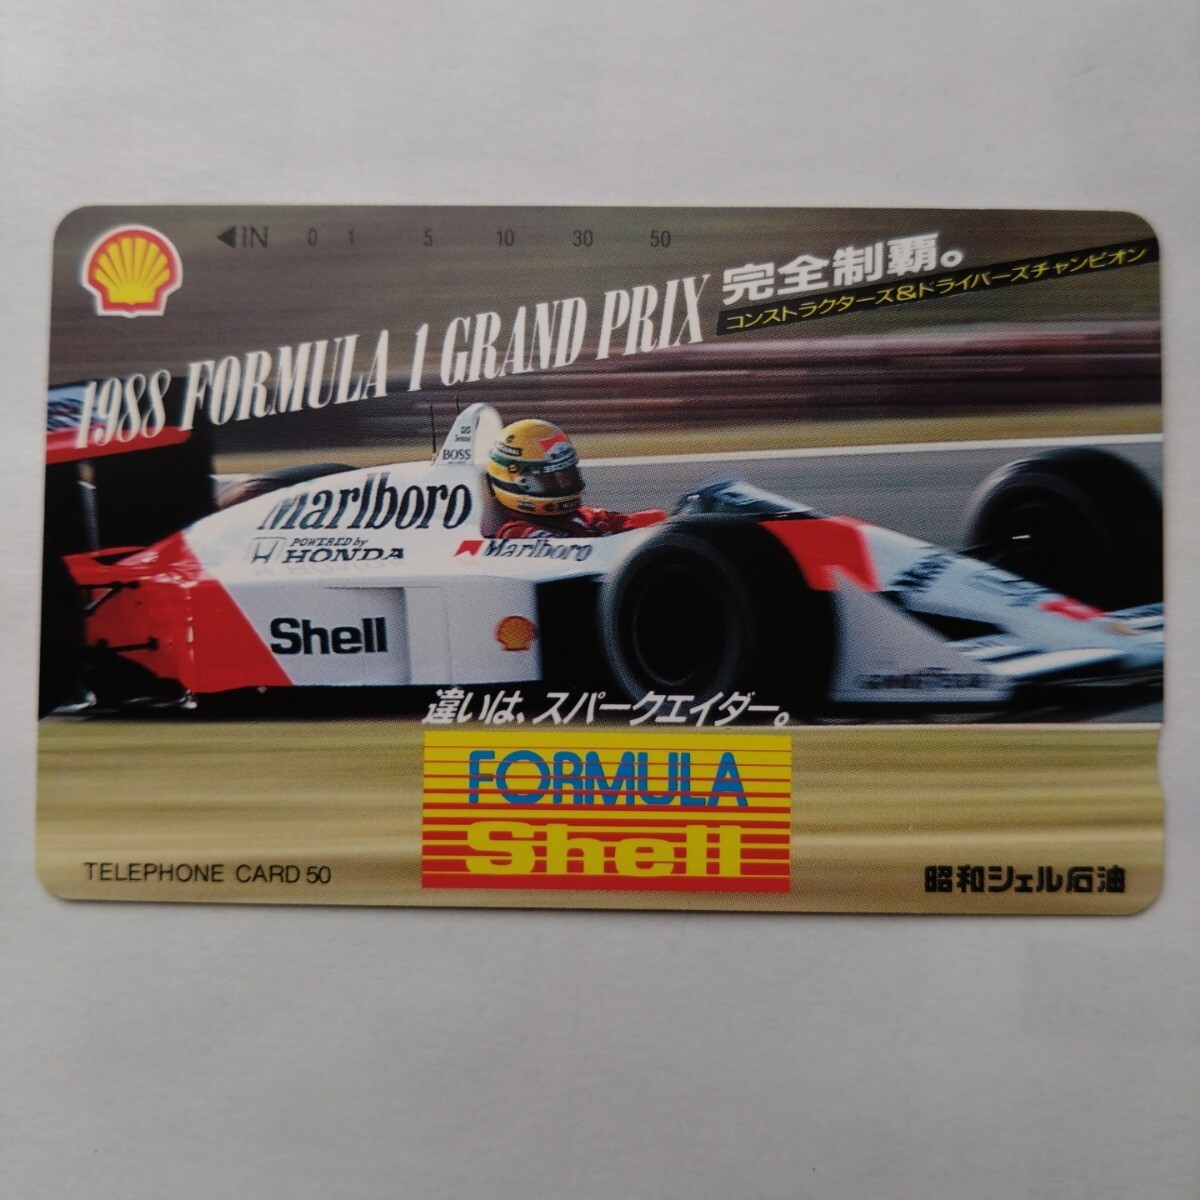 IN 0 1 5 10 30 50
1988 FORMULA 1 GRAND PRIX
完全制覇。
コンストラクターズ&ドライバーズチャンピオン
Senna
BOSS
Marlboro
POWERED by
HONDA
Marlboro
Shell
違いは、スパークエイダー。
FORMULA
Shell
TELEPHONE CARD 50
昭和シェル石油